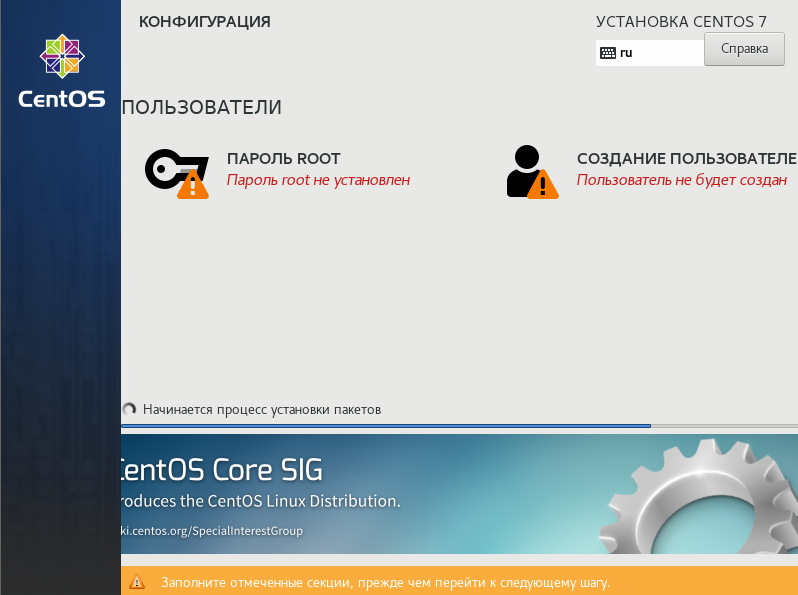 КОНФИГУРАЦИЯ
УСТАНОВКА CENTOS 7
ru
Справка
CentOS
ПОЛЬЗОВАТЕЛИ
ПАРОЛЬ ROOT
Пароль root не установлен
СОЗДАНИЕ ПОЛЬЗОВАТЕЛЕ
Пользователь не будет создан
Начинается процесс установки пакетов
CentOS Core SIG
roduces the CentOS Linux Distribution.
ki.centos.org/SpecialInterestGroup
Заполните отмеченные секции, прежде чем перейти к следующему шагу.